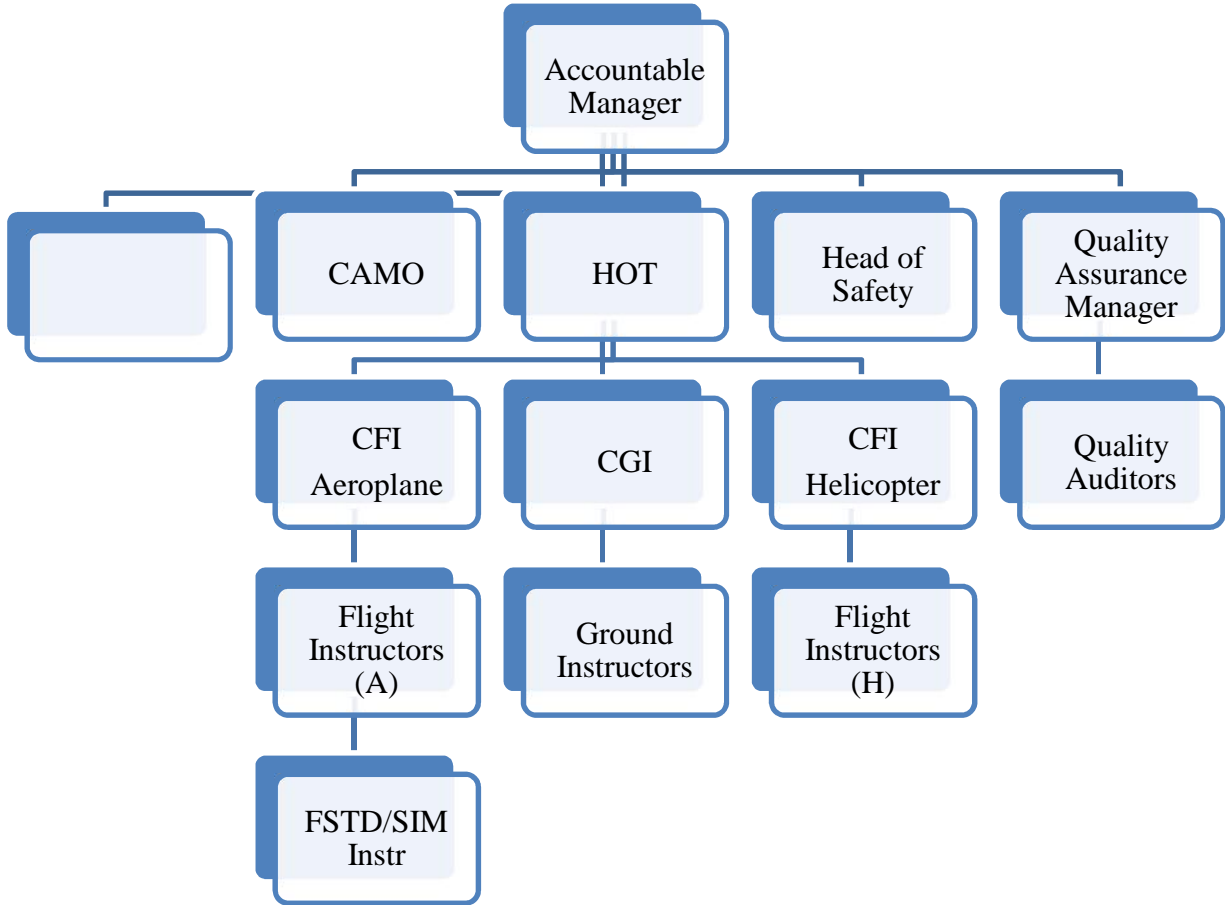 Accountable
Manager
CAMO
HOT
Head of
Safety
Quality
Assurance
Manager
CFI
Aeroplane
CGI
CFI
Helicopter
Quality
Auditors
Flight
Instructors
(A)
Ground
Instructors
Flight
Instructors
(H)
FSTD/SIM
Instr